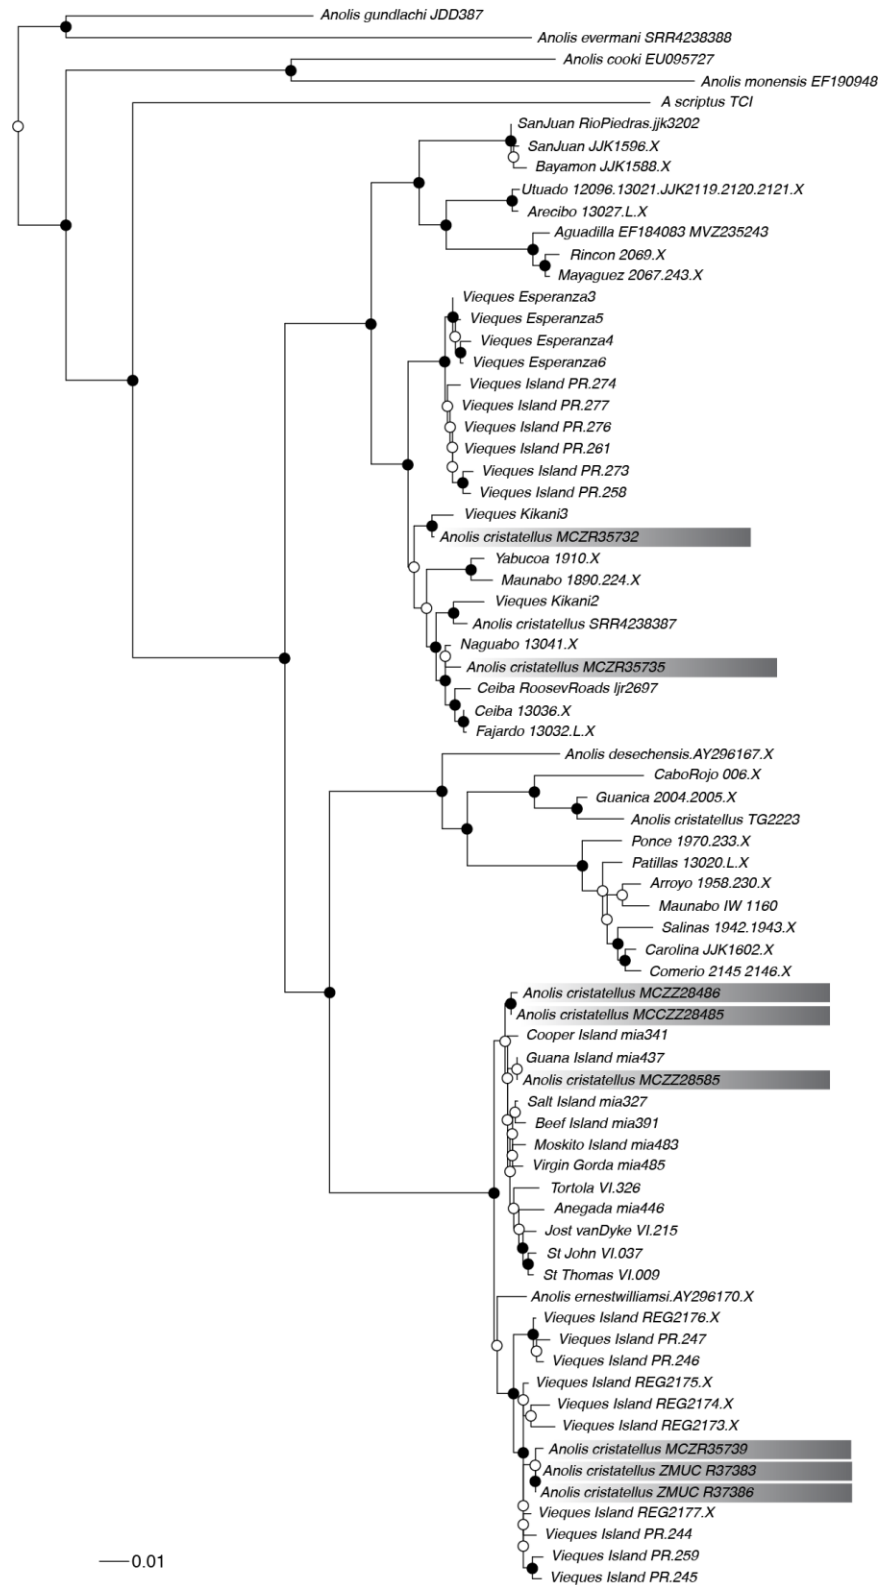 Anolis gundlachi JDD387
Anolis evermani SRR4238388
Anolis cooki EU095727
Anolis monensis EF190948
A scriptus TCI
SanJuan RioPiedras.jjk3202
SanJuan JJK1596.X
Bayamon JJK1588.X
Utuado 12096.13021.JJK2119.2120.2121.X
Arecibo 13027.L.X
Aguadilla EF184083 MVZ235243
Rincon 2069.X
Mayaguez 2067.243.X
Vieques Esperanza3
Vieques Esperanza5
Vieques Esperanza4
Vieques Esperanza6
Vieques Island PR.274
Vieques Island PR.277
Vieques Island PR.276
Vieques Island PR.261
Vieques Island PR.273
Vieques Island PR.258
Vieques Kikani3
Anolis cristatellus MCZR35732
Yabucoa 1910.X
Maunabo 1890.224.X
Vieques Kikani2
Anolis cristatellus SRR4238387
Naguabo 13041.X
Anolis cristatellus MCZR35735
Ceiba RoosevRoads ljr2697
Ceiba 13036.X
Fajardo 13032.L.X
Anolis desechensis.AY296167.X
CaboRojo 006.X
Guanica 2004.2005.X
Anolis cristatellus TG2223
Ponce 1970.233.X
Patillas 13020.L.X
Arroyo 1958.230.X
Maunabo IW 1160
Salinas 1942.1943.X
Carolina JJK1602.X
Comerio 2145 2146.X
Anolis cristatellus MCZZ28486
Anolis cristatellus MCCZZ28485
Cooper Island mia341
Guana Island mia437
Anolis cristatellus MCZZ28585
Salt Island mia327
Beef Island mia391
Moskito Island mia483
Virgin Gorda mia485
Tortola VI.326
Anegada mia446
Jost vanDyke VI.215
St John VI.037
St Thomas VI.009
Anolis ernestwilliamsi.AY296170.X
Vieques Island REG2176.X
Vieques Island PR.247
Vieques Island PR.246
Vieques Island REG2175.X
Vieques Island REG2174.X
Vieques Island REG2173.X
Anolis cristatellus MCZR35739
Anolis cristatellus ZMUC R37383
Anolis cristatellus ZMUC R37386
Vieques Island REG2177.X
Vieques Island PR.244
Vieques Island PR.259
Vieques Island PR.245
0.01